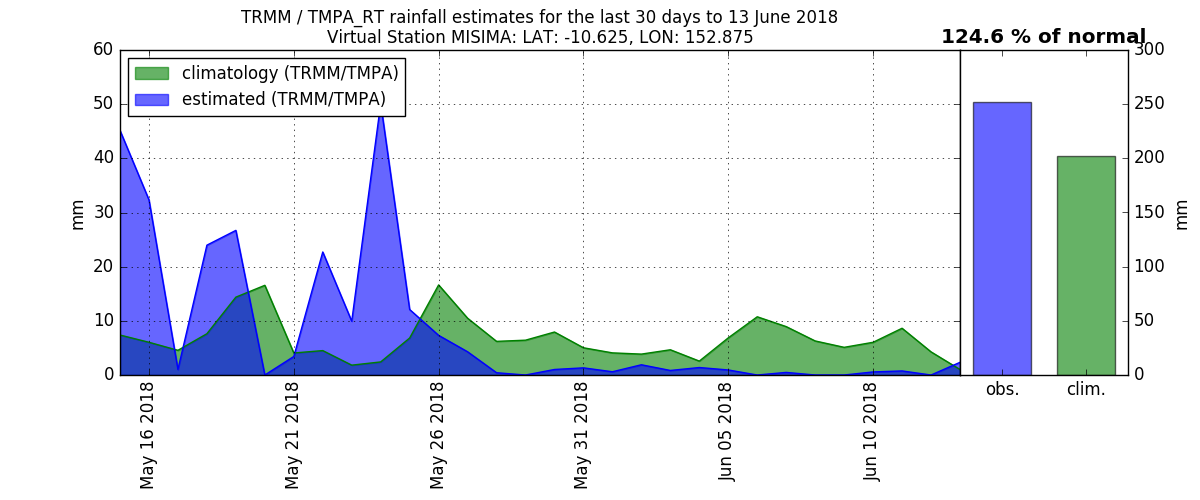 TRMM / TMPA_RT rainfall estimates for the last 30 days to 13 June 2018
Virtual Station MISIMA: LAT: -10.625, LON: 152.875
124.6 % of normal
climatology (TRMM/TMPA)
estimated (TRMM/TMPA)
60
50
40
30
20
10
0
mm
May 16 2018
May 21 2018
May 26 2018
May 31 2018
Jun 05 2018
Jun 10 2018
300
250
200
150
100
50
0
mm
obs.
clim.